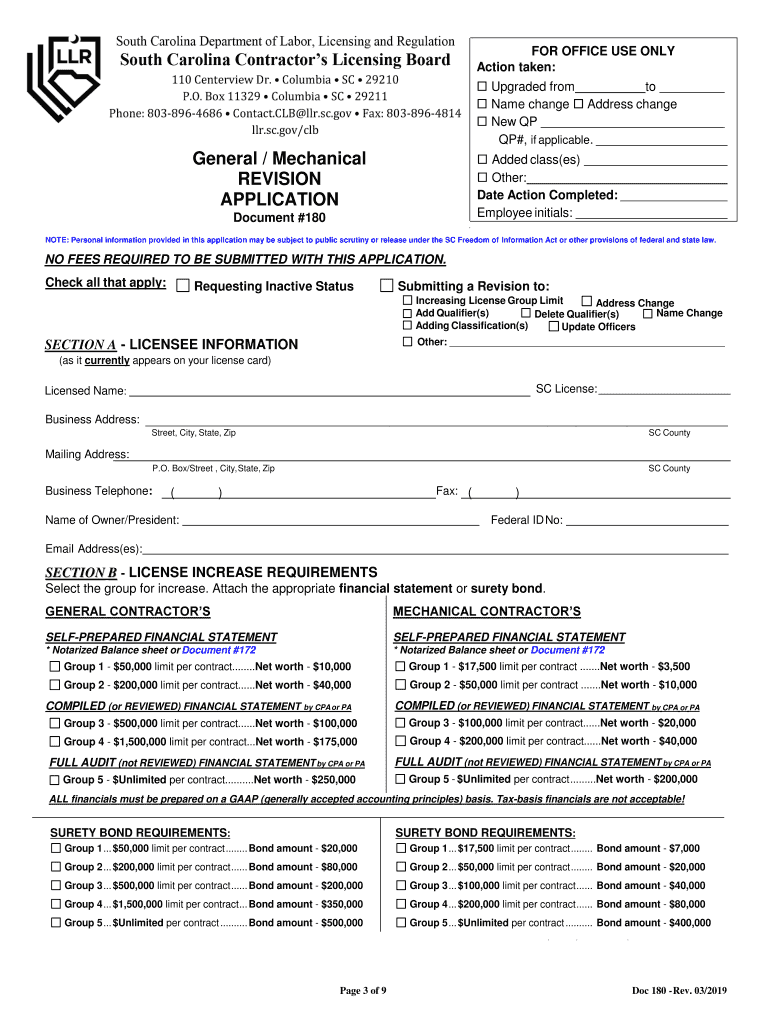 LLR
South Carolina Department of Labor, Licensing and Regulation
South Carolina Contractor's Licensing Board
110 Centerview Dr. • Columbia • SC • 29210
P.O. Box 11329 • Columbia • SC • 29211
Phone: 803-896-4686 • Contact.CLB@llr.sc.gov • Fax: 803-896-4814
llr.sc.gov/clb
General / Mechanical
REVISION
APPLICATION
Document #180
FOR OFFICE USE ONLY
Action taken:
☐ Upgraded from__________to __________
☐ Name change ☐ Address change
☐ New QP __________
QP#, if applicable. __________
☐ Added class(es) __________
☐ Other:__________
Date Action Completed: __________
Employee initials: __________
NOTE: Personal information provided in this application may be subject to public scrutiny or release under the SC Freedom of Information Act or other provisions of federal and state law.
NO FEES REQUIRED TO BE SUBMITTED WITH THIS APPLICATION.
Check all that apply: ☐ Requesting Inactive Status ☐ Submitting a Revision to:
☐ Increasing License Group Limit ☐ Address Change
☐ Add Qualifier(s) ☐ Delete Qualifier(s) ☐ Name Change
☐ Adding Classification(s) ☐ Update Officers
☐ Other: __________
SECTION A - LICENSEE INFORMATION
(as it currently appears on your license card)
Licensed Name: __________ SC License: __________
Business Address: __________
Street, City, State, Zip SC County
Mailing Address: __________
P.O. Box/Street , City, State, Zip SC County
Business Telephone: ( ) Fax: ( )
Name of Owner/President: __________ Federal ID No: __________
Email Address(es):__________
SECTION B - LICENSE INCREASE REQUIREMENTS
Select the group for increase. Attach the appropriate financial statement or surety bond.
GENERAL CONTRACTOR'S
SELF-PREPARED FINANCIAL STATEMENT
* Notarized Balance sheet or Document #172
☐ Group 1 - $50,000 limit per contract........Net worth - $10,000
☐ Group 2 - $200,000 limit per contract......Net worth - $40,000
COMPILED (or REVIEWED) FINANCIAL STATEMENT by CPA or PA
☐ Group 3 - $500,000 limit per contract......Net worth - $100,000
☐ Group 4 - $1,500,000 limit per contract...Net worth - $175,000
FULL AUDIT (not REVIEWED) FINANCIAL STATEMENT by CPA or PA
☐ Group 5 - $Unlimited per contract..........Net worth - $250,000
MECHANICAL CONTRACTOR'S
SELF-PREPARED FINANCIAL STATEMENT
* Notarized Balance sheet or Document #172
☐ Group 1 - $17,500 limit per contract .......Net worth - $3,500
☐ Group 2 - $50,000 limit per contract .......Net worth - $10,000
COMPILED (or REVIEWED) FINANCIAL STATEMENT by CPA or PA
☐ Group 3 - $100,000 limit per contract......Net worth - $20,000
☐ Group 4 - $200,000 limit per contract......Net worth - $40,000
FULL AUDIT (not REVIEWED) FINANCIAL STATEMENT by CPA or PA
☐ Group 5 - $Unlimited per contract .........Net worth - $200,000
ALL financials must be prepared on a GAAP (generally accepted accounting principles) basis. Tax-basis financials are not acceptable!
SURETY BOND REQUIREMENTS:
☐ Group 1 ... $50,000 limit per contract ........ Bond amount - $20,000
☐ Group 2 ... $200,000 limit per contract ...... Bond amount - $80,000
☐ Group 3 ... $500,000 limit per contract ...... Bond amount - $200,000
☐ Group 4 ... $1,500,000 limit per contract ... Bond amount - $350,000
☐ Group 5 ... $Unlimited per contract .......... Bond amount - $500,000
SURETY BOND REQUIREMENTS:
☐ Group 1 ... $17,500 limit per contract ........ Bond amount - $7,000
☐ Group 2 ... $50,000 limit per contract ........ Bond amount - $20,000
☐ Group 3 ... $100,000 limit per contract ...... Bond amount - $40,000
☐ Group 4 ... $200,000 limit per contract ...... Bond amount - $80,000
☐ Group 5 ... $Unlimited per contract .......... Bond amount - $400,000
Page 3 of 9
Doc 180 - Rev. 03/2019